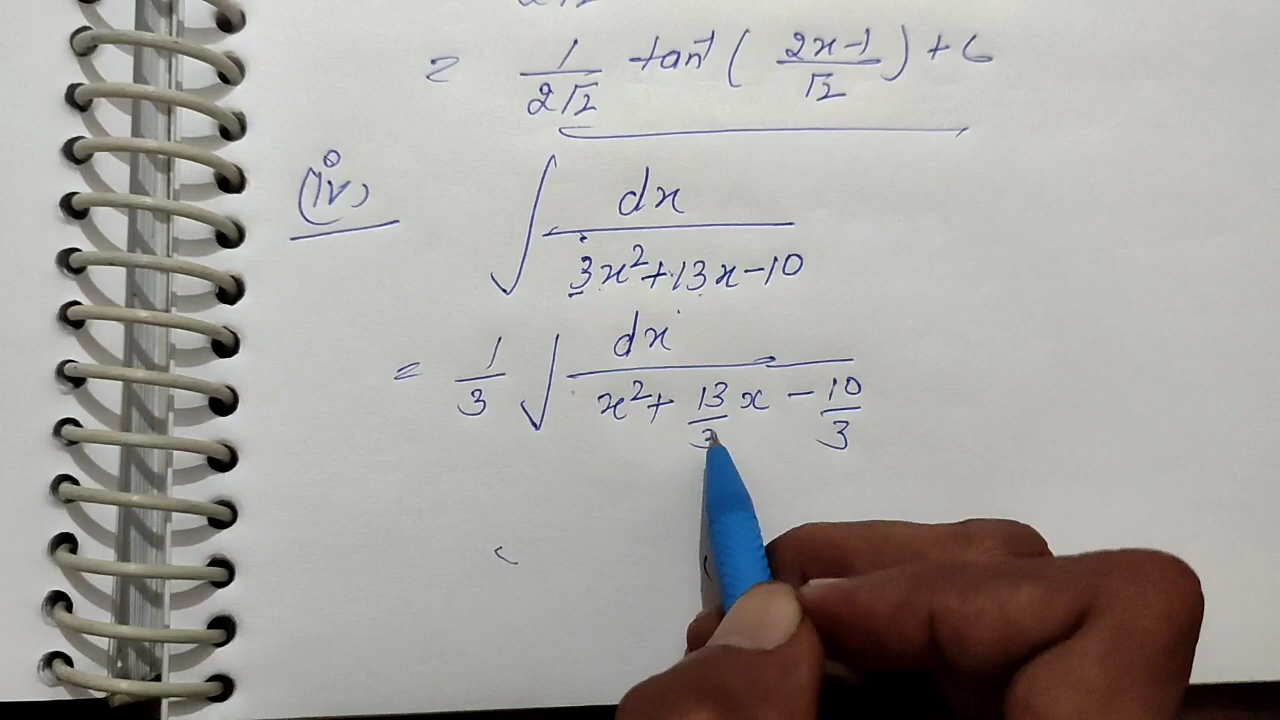 = 1/2√2 tan⁻¹ ( 2x-1/√2 ) + C
(iv) ∫ dx/3x²+13x-10
= 1/3 ∫ dx/x²+ 13/3 x - 10/3